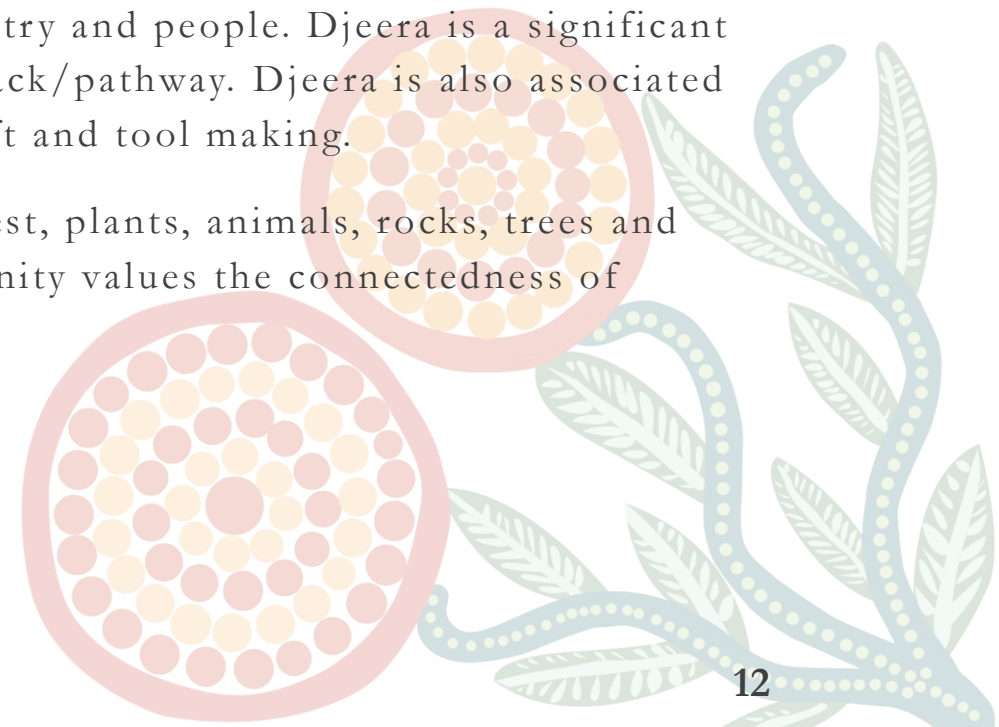 try and people. Djeera is a significant
ck/pathway. Djeera is also associated
ft and tool making.
est, plants, animals, rocks, trees and
nity values the connectedness of
12